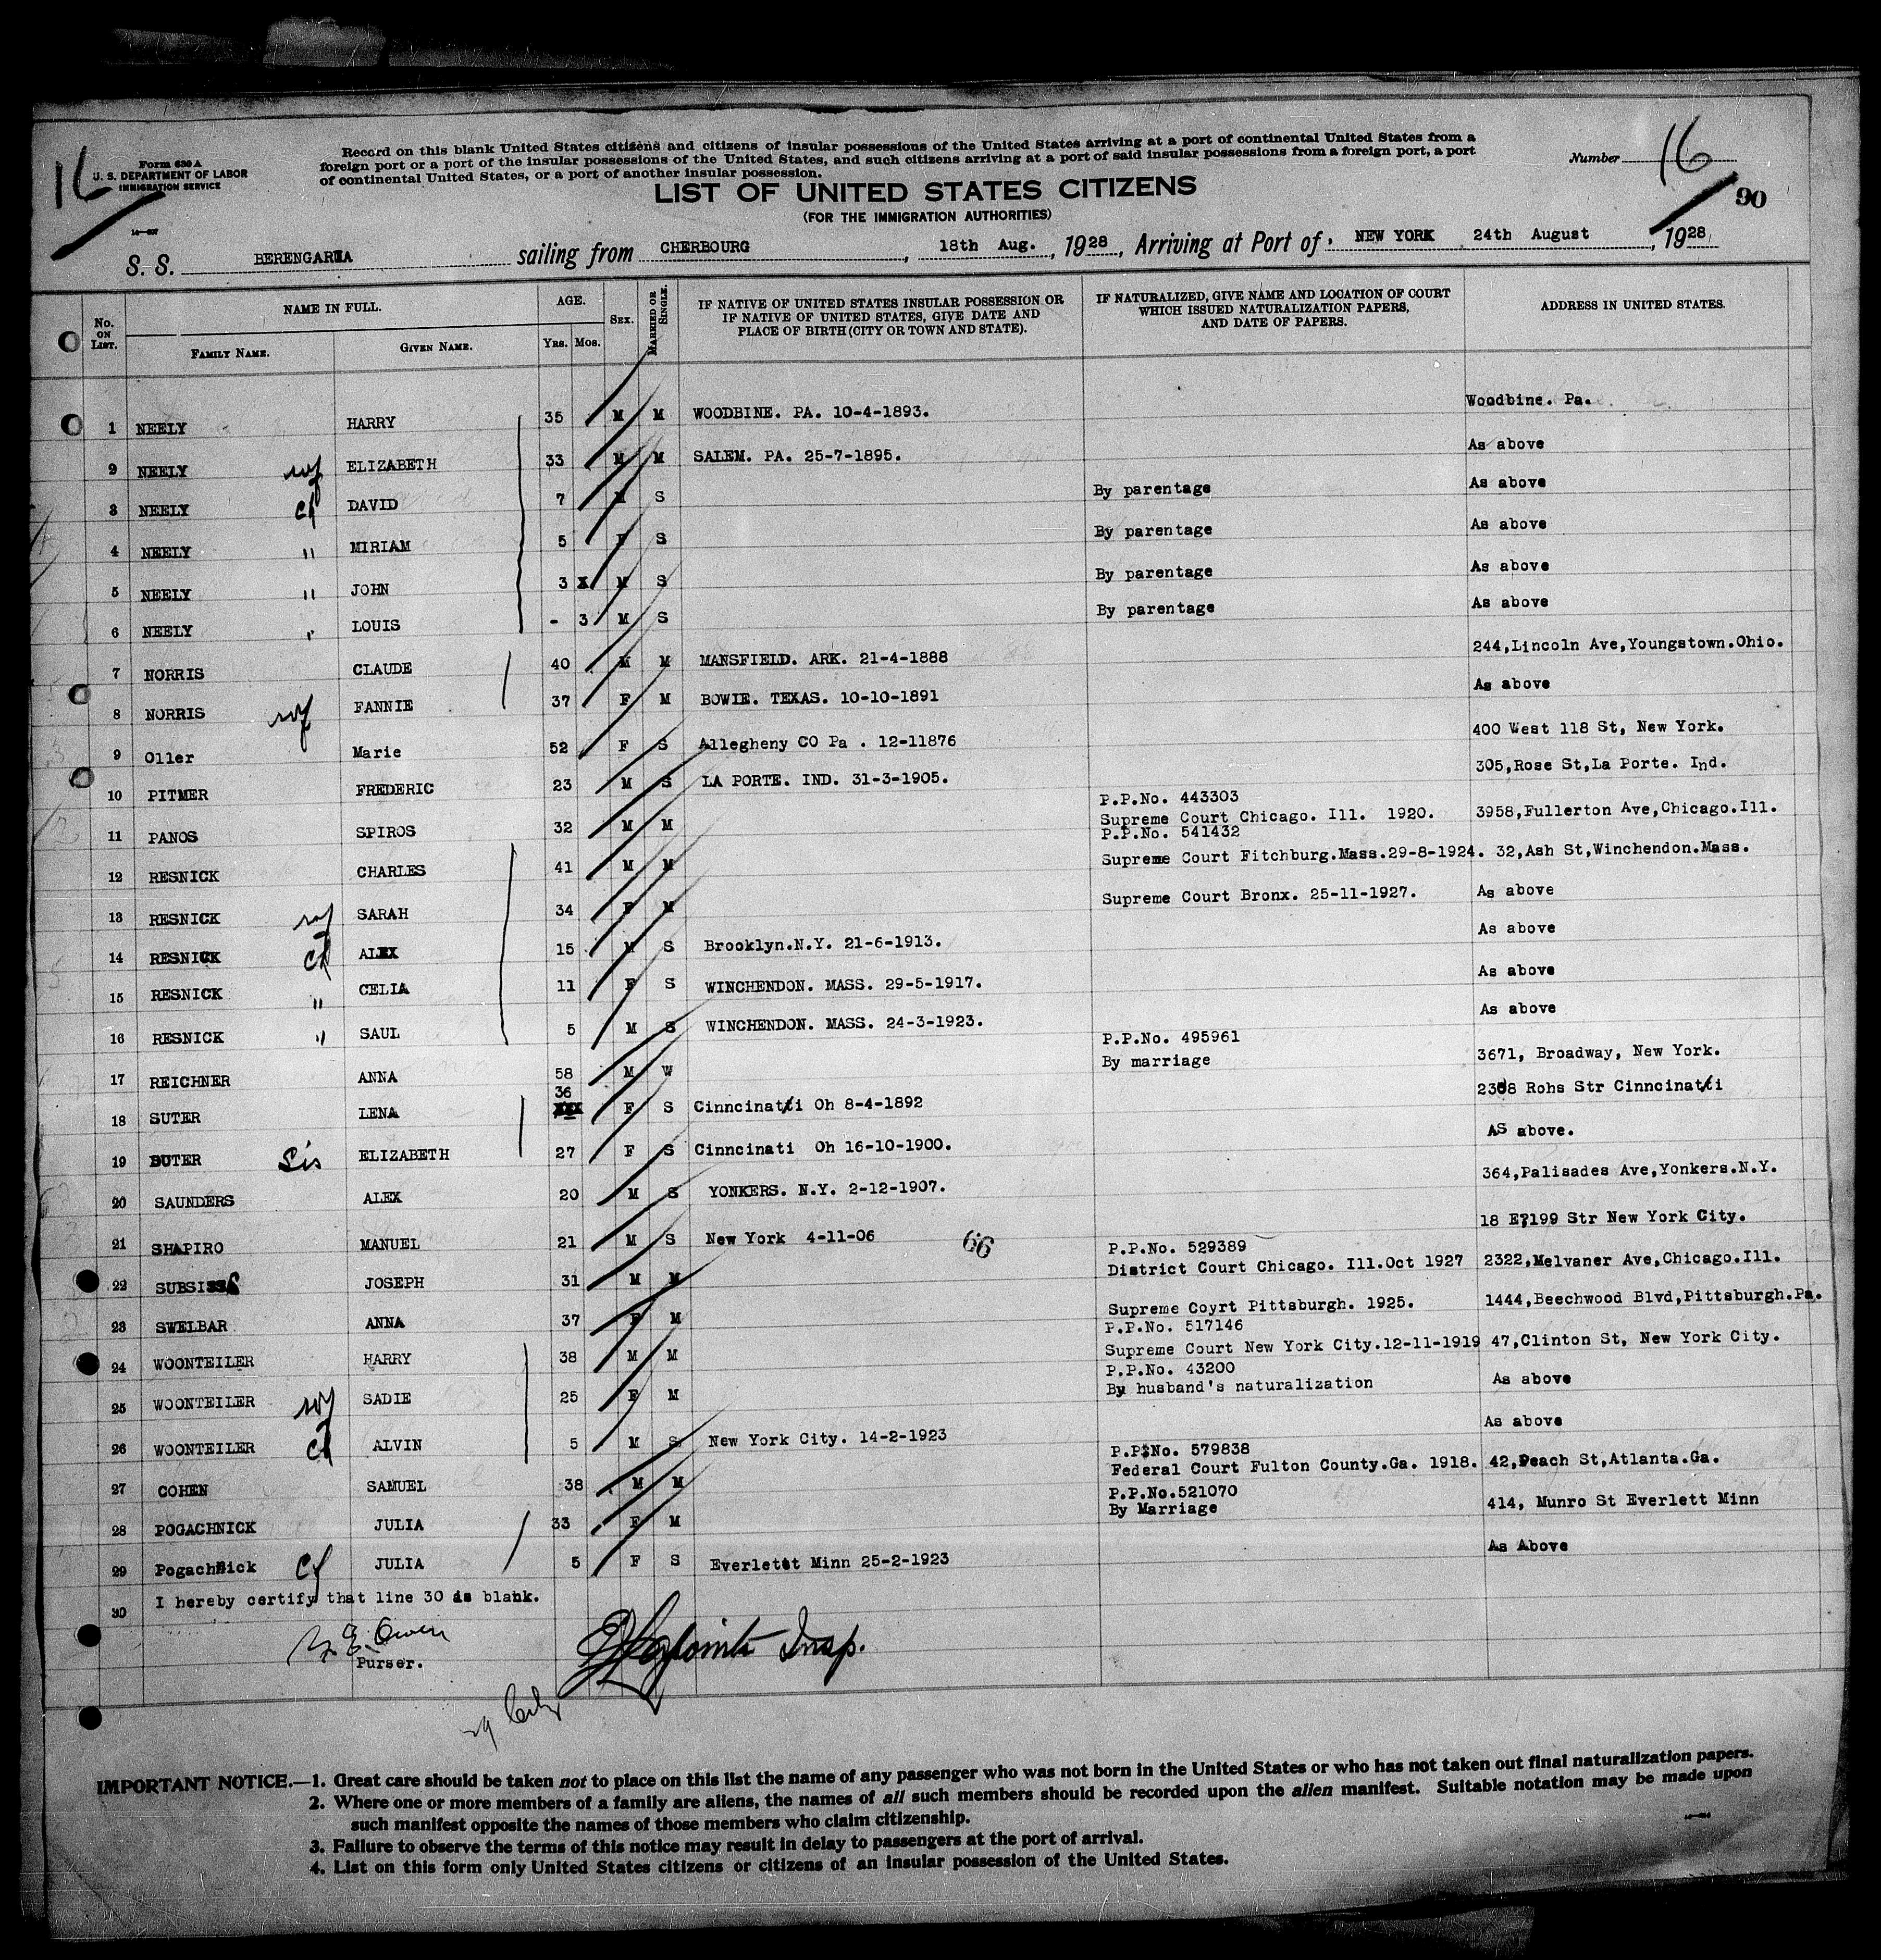 16
Form 630 A
U. S. DEPARTMENT OF LABOR
IMMIGRATION SERVICE
Record on this blank United States citizens and citizens of insular possessions of the United States arriving at a port of continental United States from a
foreign port or a port of the insular possessions of the United States, and such citizens arriving at a port of said insular possessions from a foreign port, a port
of continental United States, or a port of another insular possession.
Number 16
90
LIST OF UNITED STATES CITIZENS
(FOR THE IMMIGRATION AUTHORITIES)
S. S. BERENGARIA sailing from CHERBOURG, 18th Aug., 1928, Arriving at Port of NEW YORK 24th August, 1928
No. ON LIST. NAME IN FULL. FAMILY NAME. GIVEN NAME. AGE. Yrs. Mos. SEX. MARRIED OR SINGLE. IF NATIVE OF UNITED STATES INSULAR POSSESSION OR IF NATIVE OF UNITED STATES, GIVE DATE AND PLACE OF BIRTH (CITY OR TOWN AND STATE). IF NATURALIZED, GIVE NAME AND LOCATION OF COURT WHICH ISSUED NATURALIZATION PAPERS, AND DATE OF PAPERS. ADDRESS IN UNITED STATES.
1 NEELY HARRY 35 M M WOODBINE. PA. 10-4-1893. Woodbine. Pa.
2 NEELY wf ELIZABETH 33 M M SALEM. PA. 25-7-1895. As above
3 NEELY cf DAVID 7 M S By parentage As above
4 NEELY " MIRIAM 5 F S By parentage As above
5 NEELY " JOHN 3 X M S By parentage As above
6 NEELY " LOUIS - 3 M S By parentage As above
7 NORRIS CLAUDE 40 M M MANSFIELD. ARK. 21-4-1888 244,Lincoln Ave,Youngstown.Ohio.
8 NORRIS wf FANNIE 37 F M BOWIE. TEXAS. 10-10-1891 As above
9 Oller Marie 52 F S Allegheny CO Pa . 12-11876 400 West 118 St, New York.
10 PITMER FREDERIC 23 M S LA PORTE. IND. 31-3-1905. 305,Rose St,La Porte. Ind.
11 PANOS SPIROS 32 M M P.P.No. 443303 Supreme Court Chicago. Ill. 1920. 3958,Fullerton Ave,Chicago.Ill.
12 RESNICK CHARLES 41 M M P.P.No. 541432 Supreme Court Fitchburg.Mass.29-8-1924. 32,Ash St,Winchendon.Mass.
13 RESNICK wf SARAH 34 F M Supreme Court Bronx. 25-11-1927. As above
14 RESNICK cf ALEX 15 M S Brooklyn.N.Y. 21-6-1913. As above
15 RESNICK " CELIA 11 F S WINCHENDON. MASS. 29-5-1917. As above
16 RESNICK " SAUL 5 M S WINCHENDON. MASS. 24-3-1923. As above
17 REICHNER ANNA 58 M W P.P.No. 495961 By marriage 3671, Broadway, New York.
18 SUTER LENA 36 F S Cinncinatti Oh 8-4-1892 2308 Rohs Str Cinncinatti
19 SUTER Sis ELIZABETH 27 F S Cinncinati Oh 16-10-1900. AS above.
20 SAUNDERS ALEX 20 M S YONKERS. N.Y. 2-12-1907. 364,Palisades Ave,Yonkers.N.Y.
21 SHAPIRO MANUEL 21 M S New York 4-11-06 66 18 E?199 Str New York City.
22 JOSEPH 31 M M P.P.No. 529389 District Court Chicago. Ill.Oct 1927 2322,Melvaner Ave,Chicago.Ill.
23 SWELBAR ANNA 37 F M Supreme Coyrt Pittsburgh. 1925. 1444,Beechwood Blvd,Pittsburgh.Pa.
24 WOONTEILER HARRY 38 M M P.P.No. 517146 Supreme Court New York City.12-11-1919 47,Clinton St, New York City.
25 WOONTEILER wf SADIE 25 F M P.P.No. 43200 By husband's naturalization As above
26 WOONTEILER cf ALVIN 5 M S New York City. 14-2-1923 As above
27 COHEN SAMUEL 38 M M P.P.No. 579838 Federal Court Fulton County.Ga. 1918. 42,Peach St,Atlanta.Ga.
28 POGACHNICK JULIA 33 F M P.P.No.521070 By Marriage 414, Munro St Everlett Minn
29 Pogachnick cf JULIA 5 F S Everlett Minn 25-2-1923 As Above
30 I hereby certify that line 30 is blank.
Owen
Purser.
Insp.
IMPORTANT NOTICE.—1. Great care should be taken not to place on this list the name of any passenger who was not born in the United States or who has not taken out final naturalization papers.
2. Where one or more members of a family are aliens, the names of all such members should be recorded upon the alien manifest. Suitable notation may be made upon
such manifest opposite the names of those members who claim citizenship.
3. Failure to observe the terms of this notice may result in delay to passengers at the port of arrival.
4. List on this form only United States citizens or citizens of an insular possession of the United States.